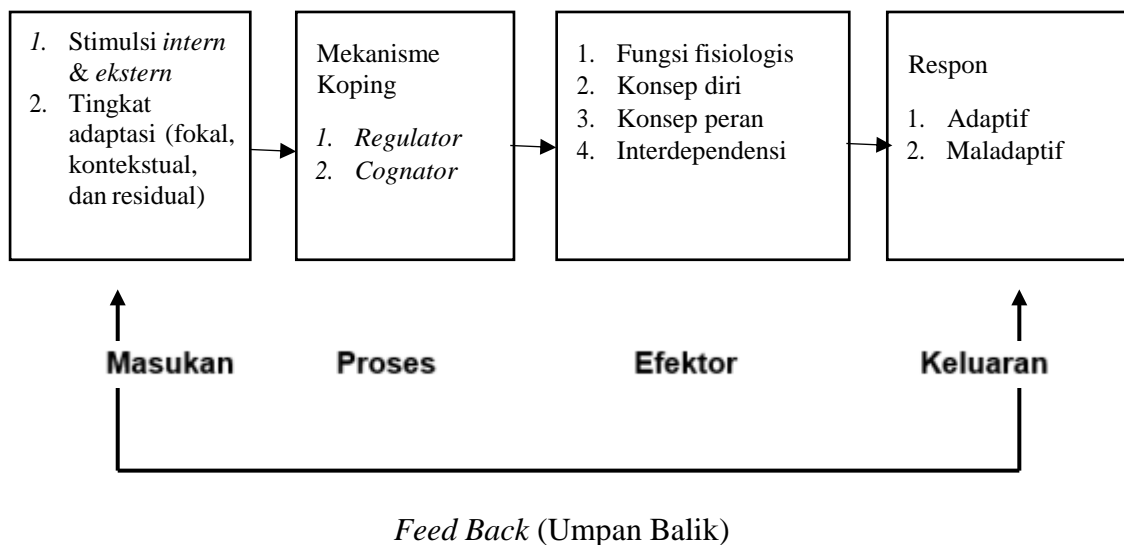 1. Stimulsi intern
& ekstern
2. Tingkat
adaptasi (fokal,
kontekstual,
dan residual)
Mekanisme
Koping
1. Regulator
2. Cognator
1. Fungsi fisiologis
2. Konsep diri
3. Konsep peran
4. Interdependensi
Respon
1. Adaptif
2. Maladaptif
Masukan
Proses
Efektor
Keluaran
Feed Back (Umpan Balik)